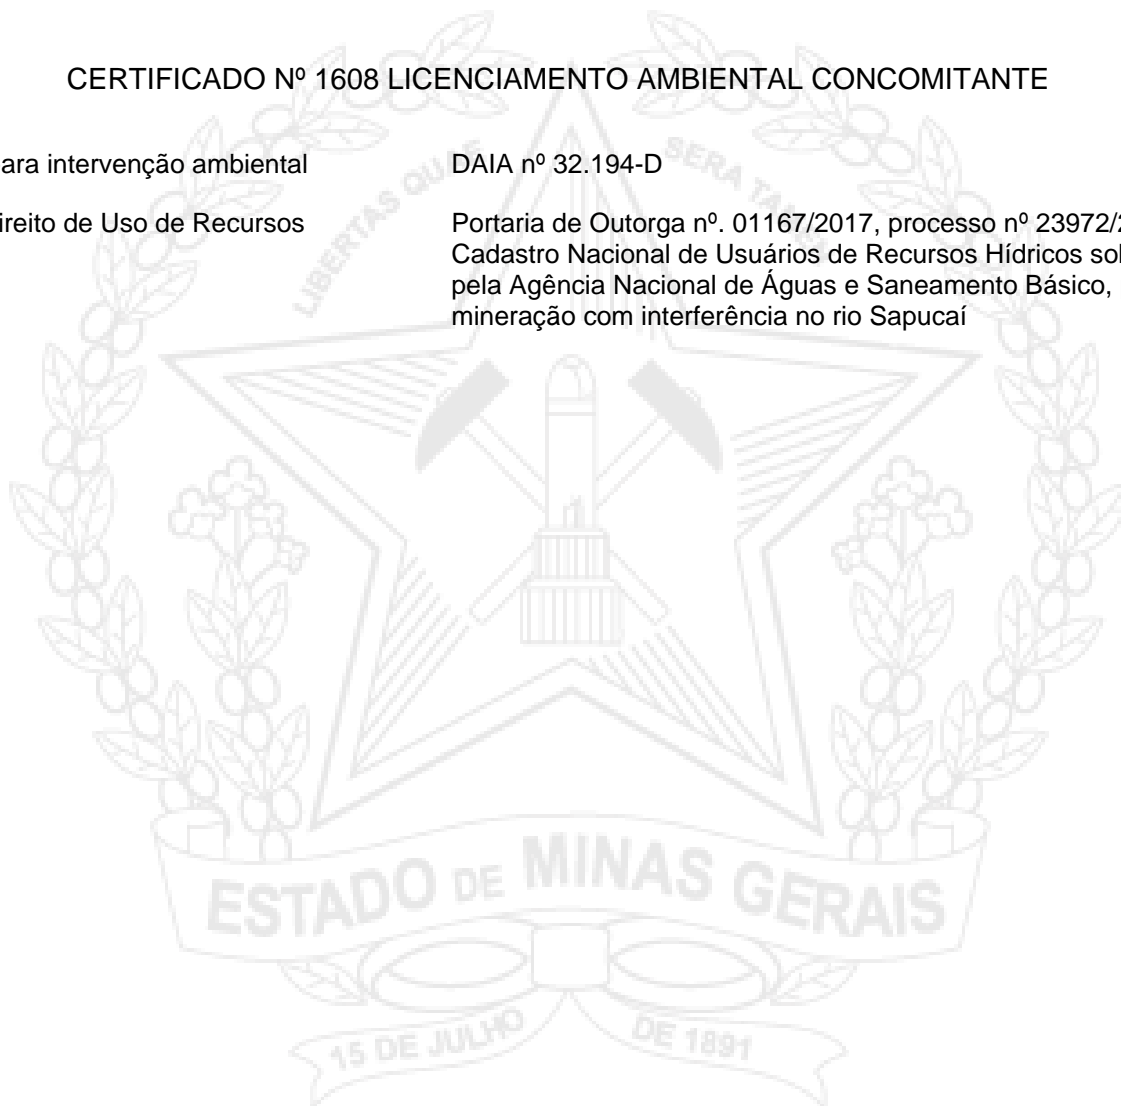 CERTIFICADO Nº 1608 LICENCIAMENTO AMBIENTAL CONCOMITANTE
ara intervenção ambiental DAIA nº 32.194-D
ireito de Uso de Recursos Portaria de Outorga nº. 01167/2017, processo nº 23972/
Cadastro Nacional de Usuários de Recursos Hídricos
pela Agência Nacional de Águas e Saneamento Básico,
mineração com interferência no rio Sapucaí
LIBERTAS QUÆ SERA TAMEN
ESTADO DE MINAS GERAIS
15 DE JULHO DE 1891